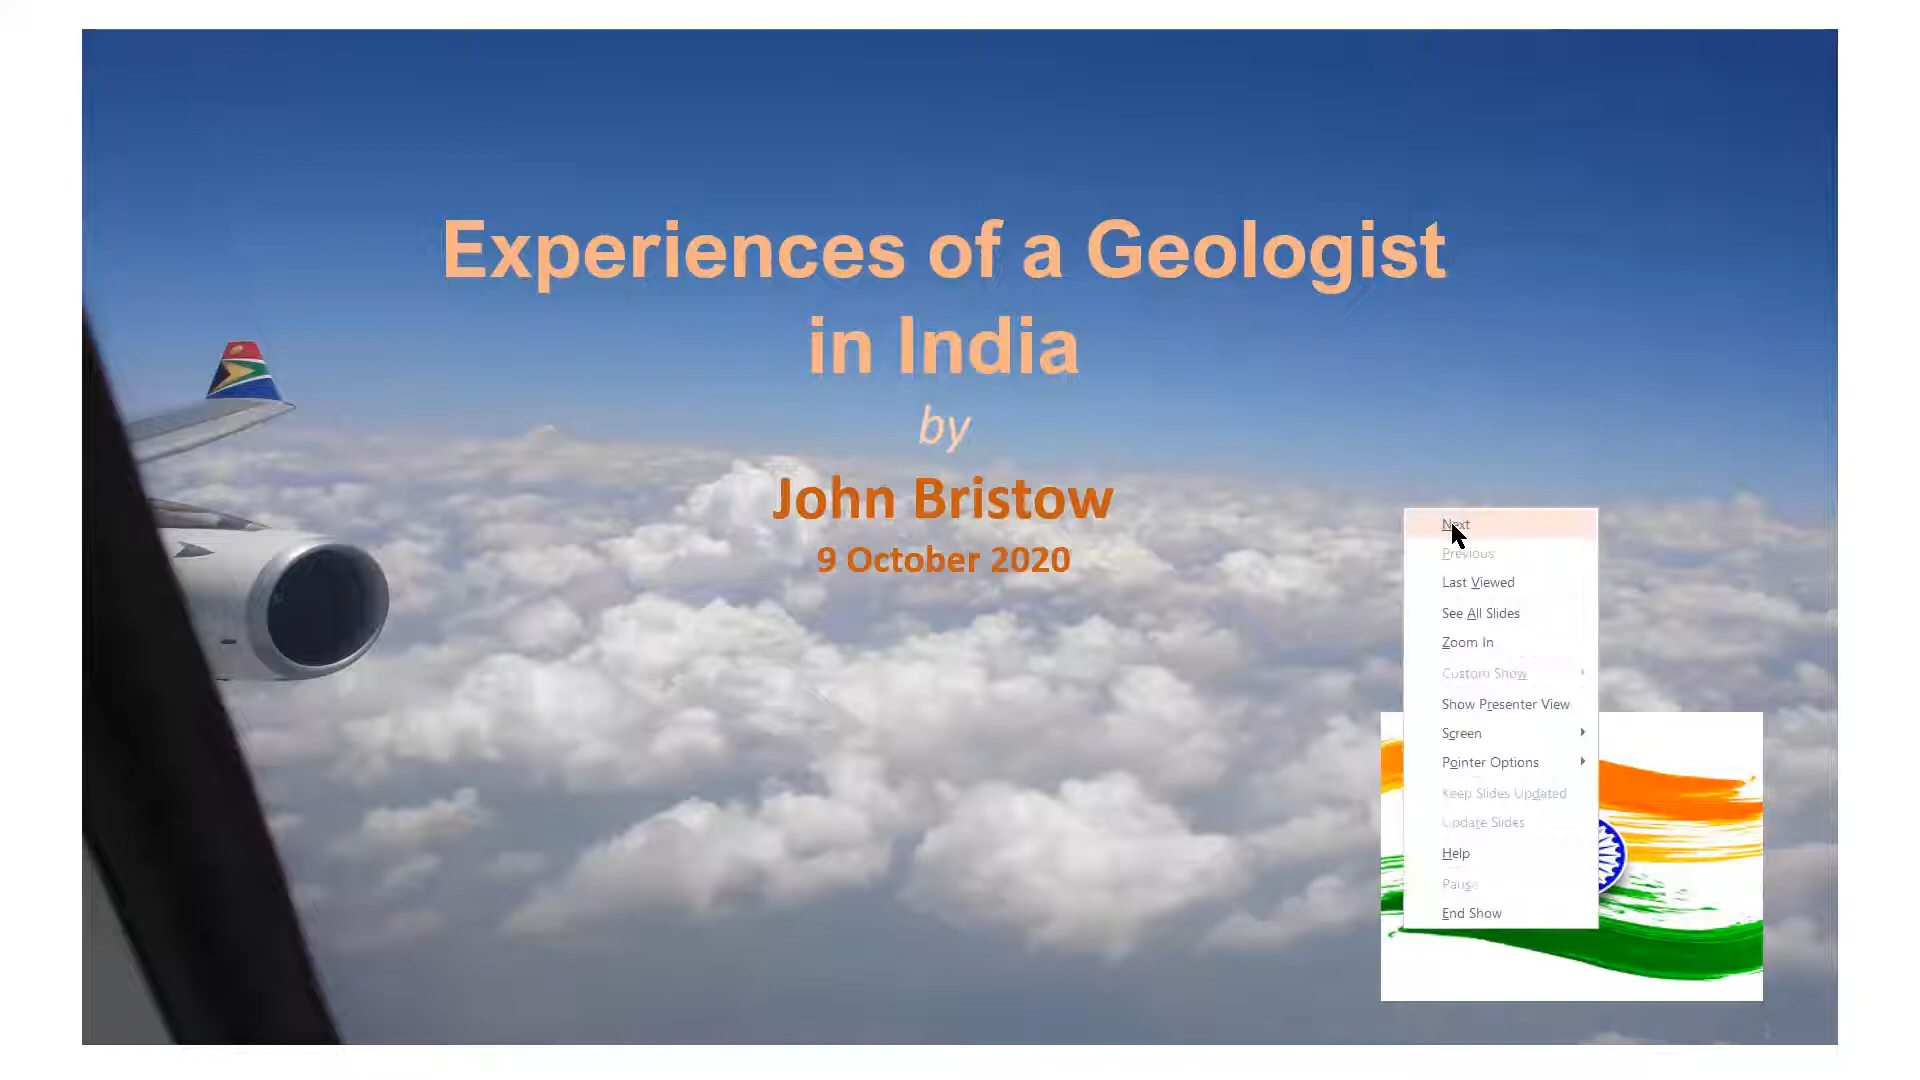 Experiences of a Geologist
in India
by
John Bristow
9 October 2020
Next
Previous
Last Viewed
See All Slides
Zoom In
Custom Show
Show Presenter View
Screen
Pointer Options
Keep Slides Updated
Update Slides
Help
Pause
End Show